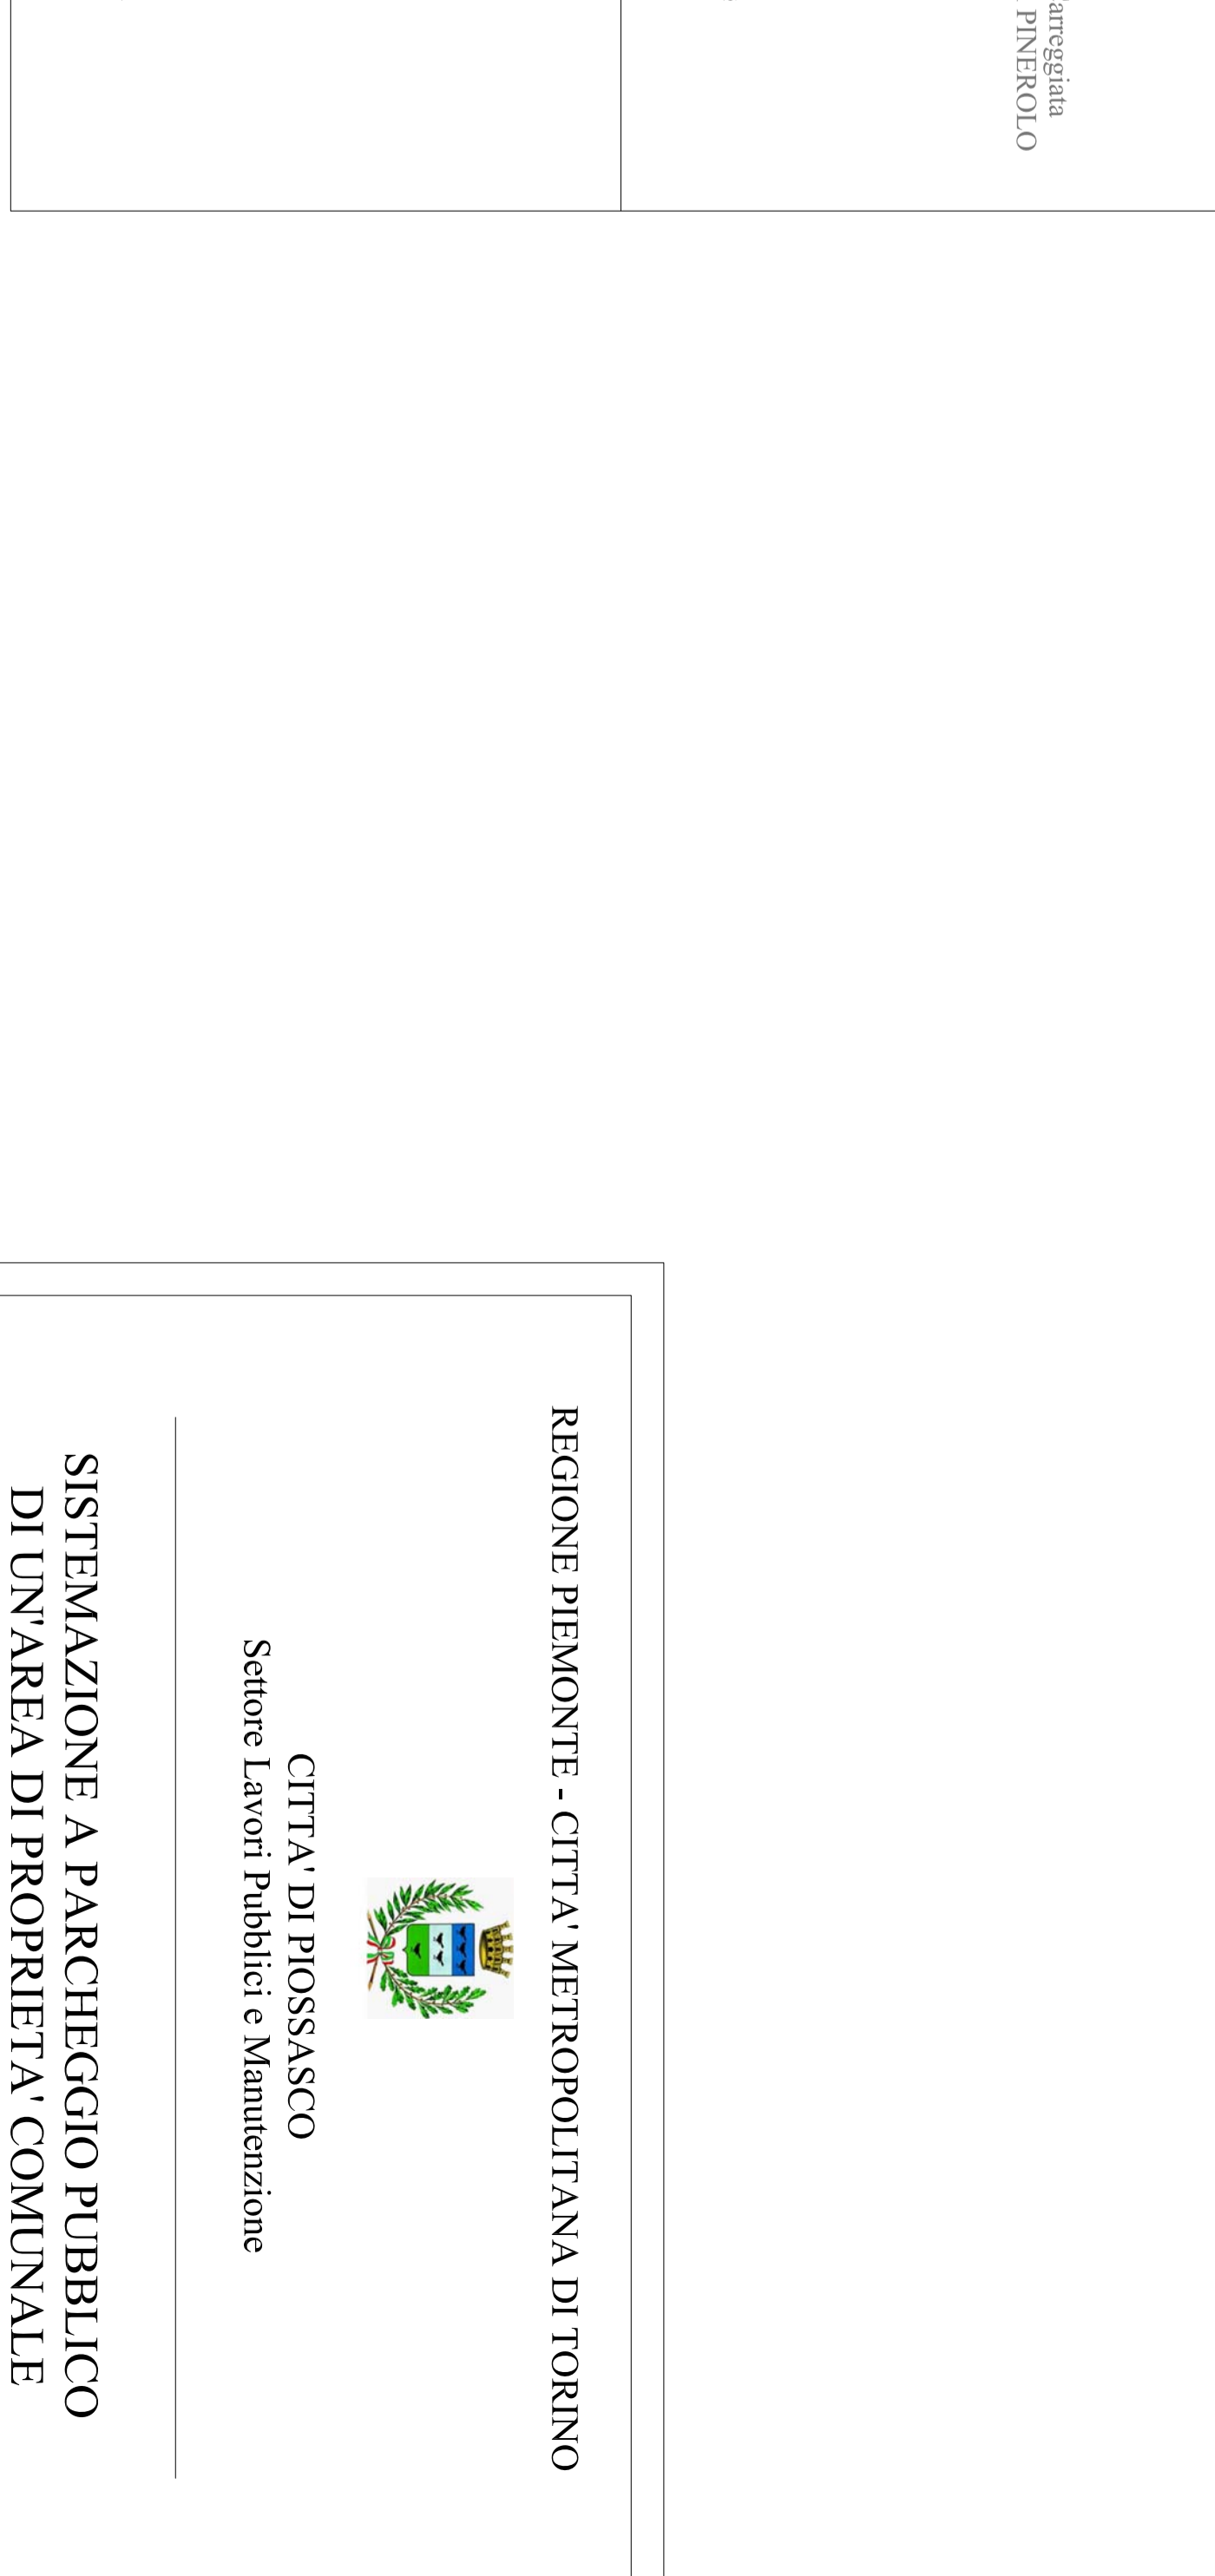 arreggiata
PINEROLO
REGIONE PIEMONTE - CITTA' METROPOLITANA DI TORINO
CITTA' DI PIOSSASCO
Settore Lavori Pubblici e Manutenzione
SISTEMAZIONE A PARCHEGGIO PUBBLICO
DI UN'AREA DI PROPRIETA' COMUNALE